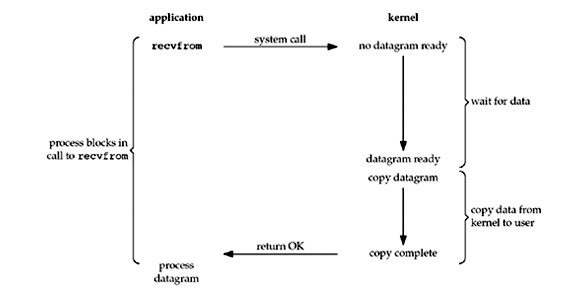 application
kernel
recvfrom
system call
no datagram ready
wait for data
process blocks in
call to recvfrom
datagram ready
copy datagram
copy data from
kernel to user
return OK
copy complete
process
datagram